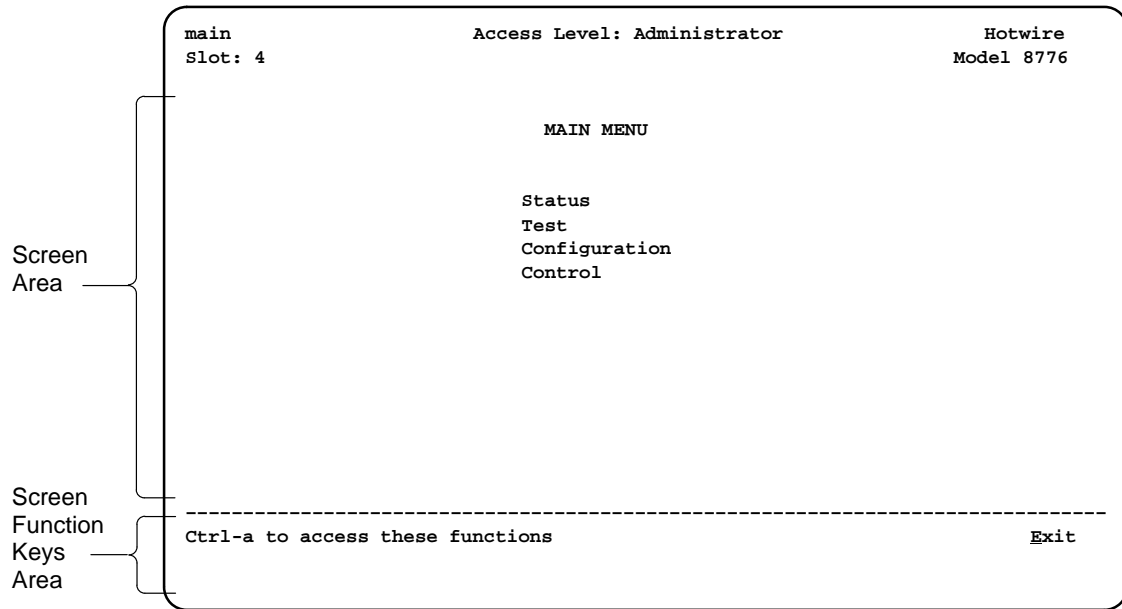 main Access Level: Administrator Hotwire
Slot: 4 Model 8776
MAIN MENU
Status
Test
Configuration
Control
Screen
Area
Screen
Function
Keys
Area
--------------------------------------------------------------------------------
Ctrl-a to access these functions Exit